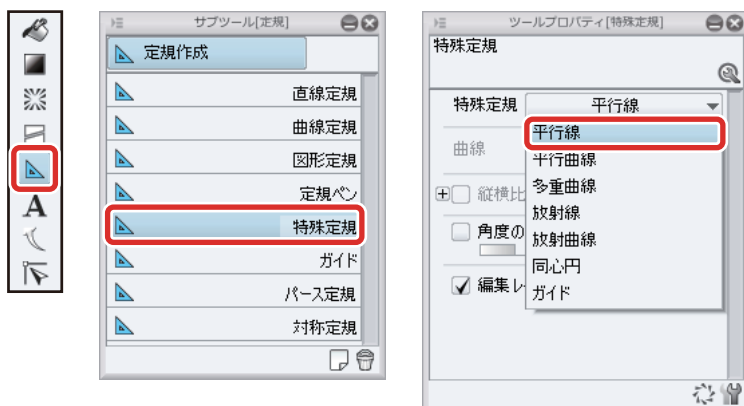 A
サブツール[定規]
定規作成
直線定規
曲線定規
図形定規
定規ペン
特殊定規
ガイド
パース定規
対称定規
ツールプロパティ[特殊定規]
特殊定規
特殊定規 平行線
曲線
縦横比
角度の
編集レ
平行線
平行曲線
多重曲線
放射線
放射曲線
同心円
ガイド